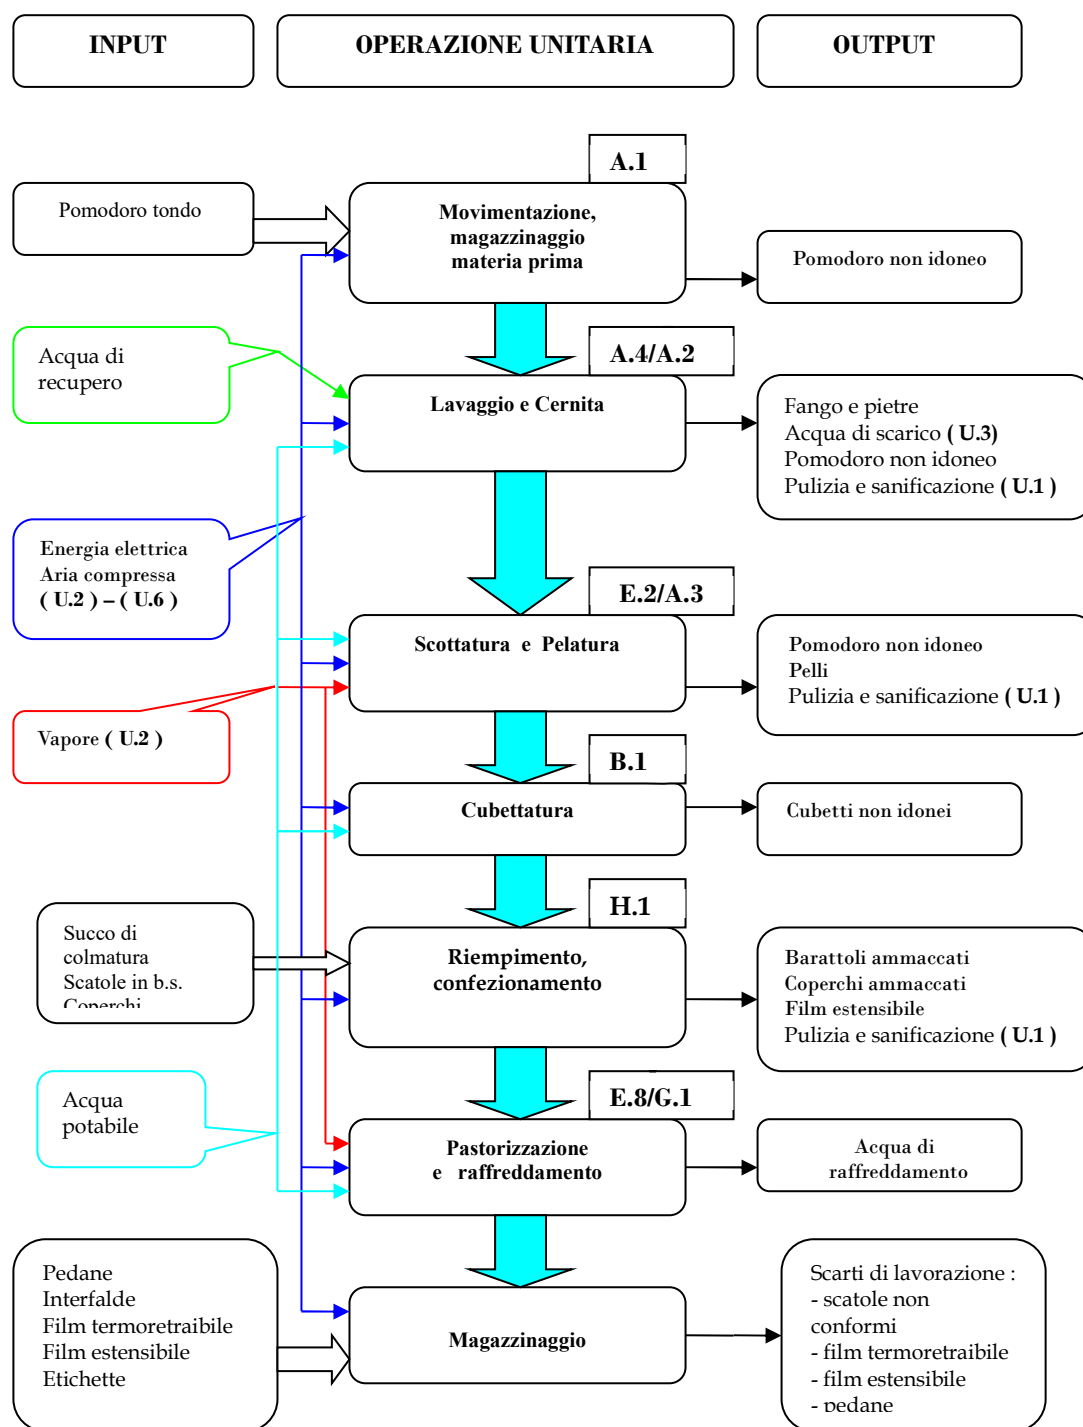 INPUT
OPERAZIONE UNITARIA
OUTPUT
A.1
Pomodoro tondo
Movimentazione,
magazzinaggio
materia prima
Pomodoro non idoneo
A.4/A.2
Acqua di
recupero
Lavaggio e Cernita
Fango e pietre
Acqua di scarico ( U.3)
Pomodoro non idoneo
Pulizia e sanificazione ( U.1 )
Energia elettrica
Aria compressa
( U.2 ) – ( U.6 )
E.2/A.3
Scottatura e Pelatura
Pomodoro non idoneo
Pelli
Pulizia e sanificazione ( U.1 )
Vapore ( U.2 )
B.1
Cubettatura
Cubetti non idonei
H.1
Succo di
colmatura
Scatole in b.s.
Coperchi
Riempimento,
confezionamento
Barattoli ammaccati
Coperchi ammaccati
Film estensibile
Pulizia e sanificazione ( U.1 )
E.8/G.1
Acqua
potabile
Pastorizzazione
e raffreddamento
Acqua di
raffreddamento
Pedane
Interfalde
Film termoretraibile
Film estensibile
Etichette
Magazzinaggio
Scarti di lavorazione :
- scatole non
conformi
- film termoretraibile
- film estensibile
- pedane